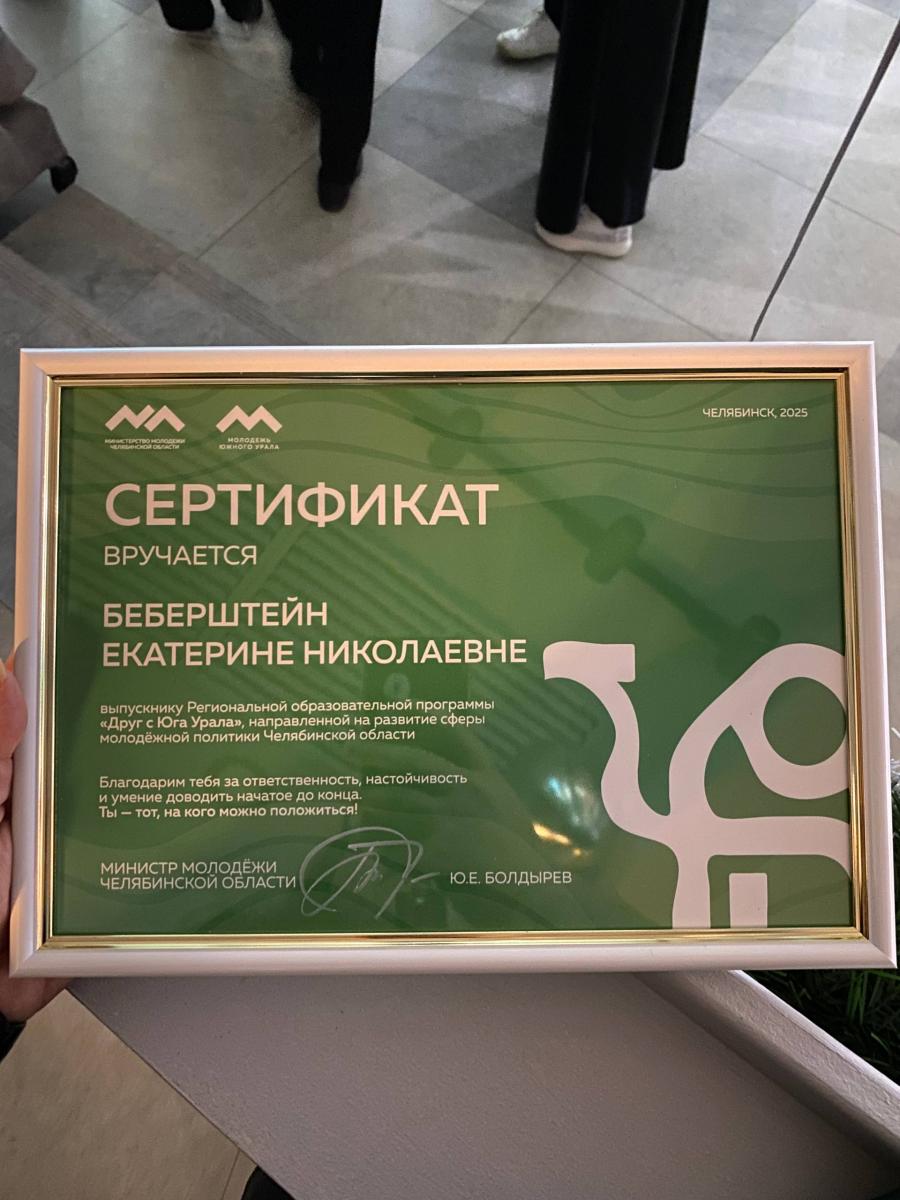 МИНИСТЕРСТВО МОЛОДЕЖИ
ЧЕЛЯБИНСКОЙ ОБЛАСТИ
МОЛОДЕЖЬ
ЮЖНОГО УРАЛА
ЧЕЛЯБИНСК, 2025
СЕРТИФИКАТ
ВРУЧАЕТСЯ
БЕБЕРШТЕЙН
ЕКАТЕРИНЕ НИКОЛАЕВНЕ
выпускнику Региональной образовательной программы
«Друг с Юга Урала», направленной на развитие сферы
молодёжной политики Челябинской области
Благодарим тебя за ответственность, настойчивость
и умение доводить начатое до конца.
Ты — тот, на кого можно положиться!
МИНИСТР МОЛОДЁЖИ
ЧЕЛЯБИНСКОЙ ОБЛАСТИ
Ю.Е. БОЛДЫРЕВ